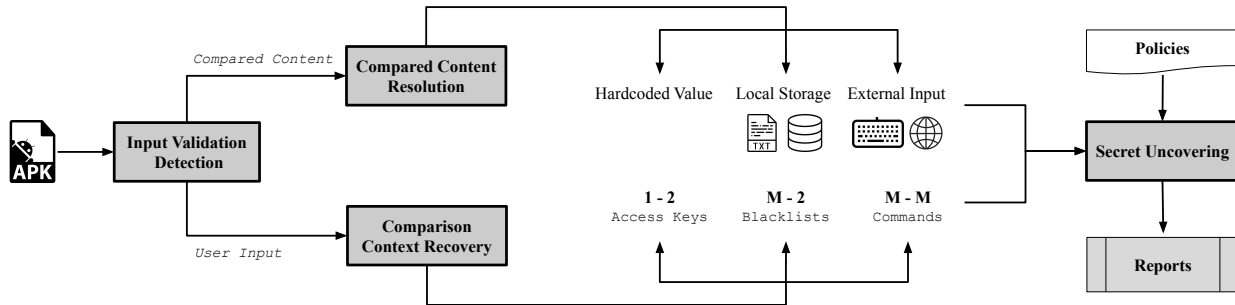 Policies
Compared Content
Compared Content
Resolution
Hardcoded Value
Local Storage
External Input
TXT
APK
Input Validation
Detection
Secret Uncovering
1 - 2
Access Keys
M - 2
Blacklists
M - M
Commands
User Input
Comparison
Context Recovery
Reports